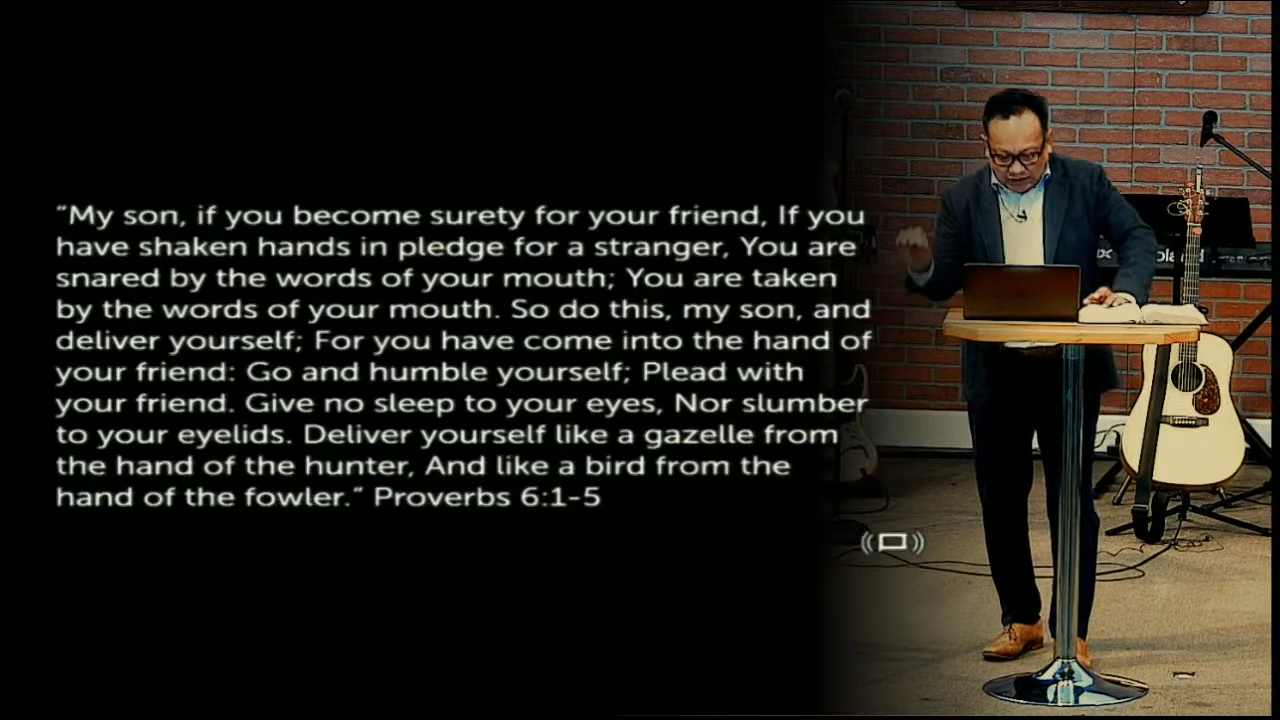 "My son, if you become surety for your friend, If you
have shaken hands in pledge for a stranger, You are
snared by the words of your mouth; You are taken
by the words of your mouth. So do this, my son, and
deliver yourself; For you have come into the hand of
your friend: Go and humble yourself; Plead with
your friend. Give no sleep to your eyes, Nor slumber
to your eyelids. Deliver yourself like a gazelle from
the hand of the hunter, And like a bird from the
hand of the fowler." Proverbs 6:1-5